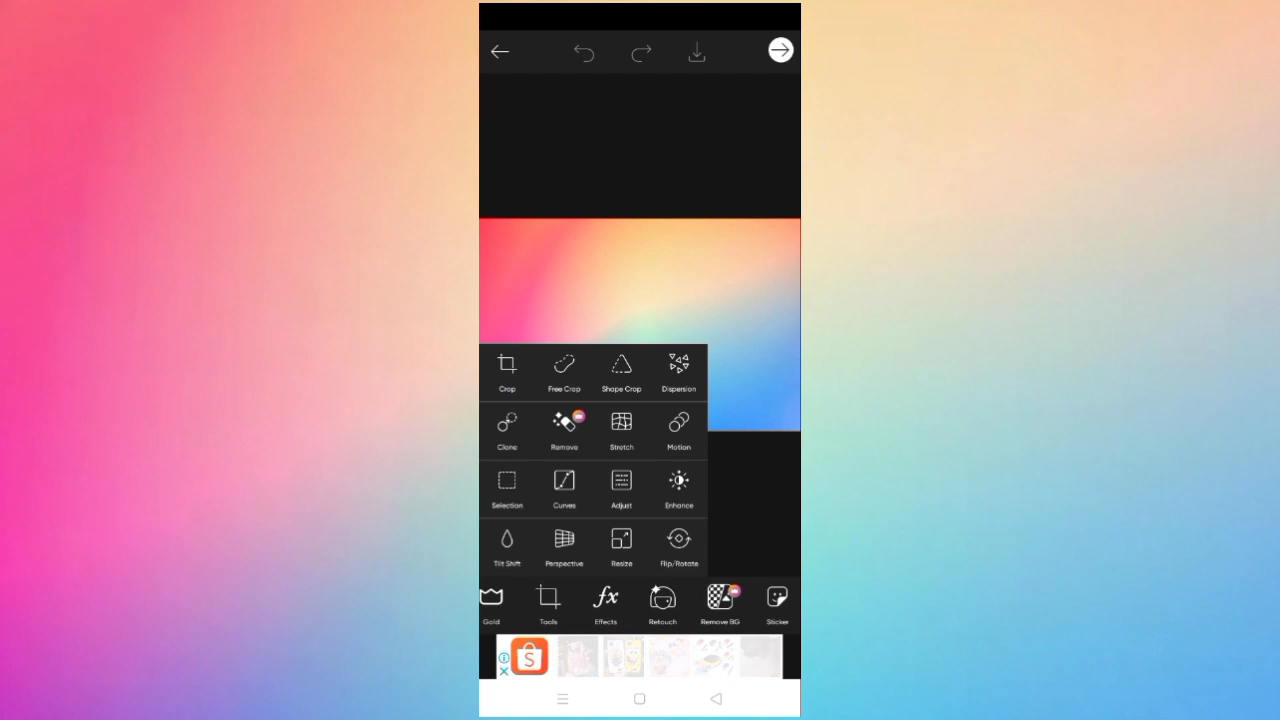 Crop Free Crop Shape Crop Dispersion
Clone Remove Stretch Motion
Selection Curves Adjust Enhance
Tilt Shift Perspective Resize Flip/Rotate
fx
Gold Tools Effects Retouch Remove BG Sticker
S